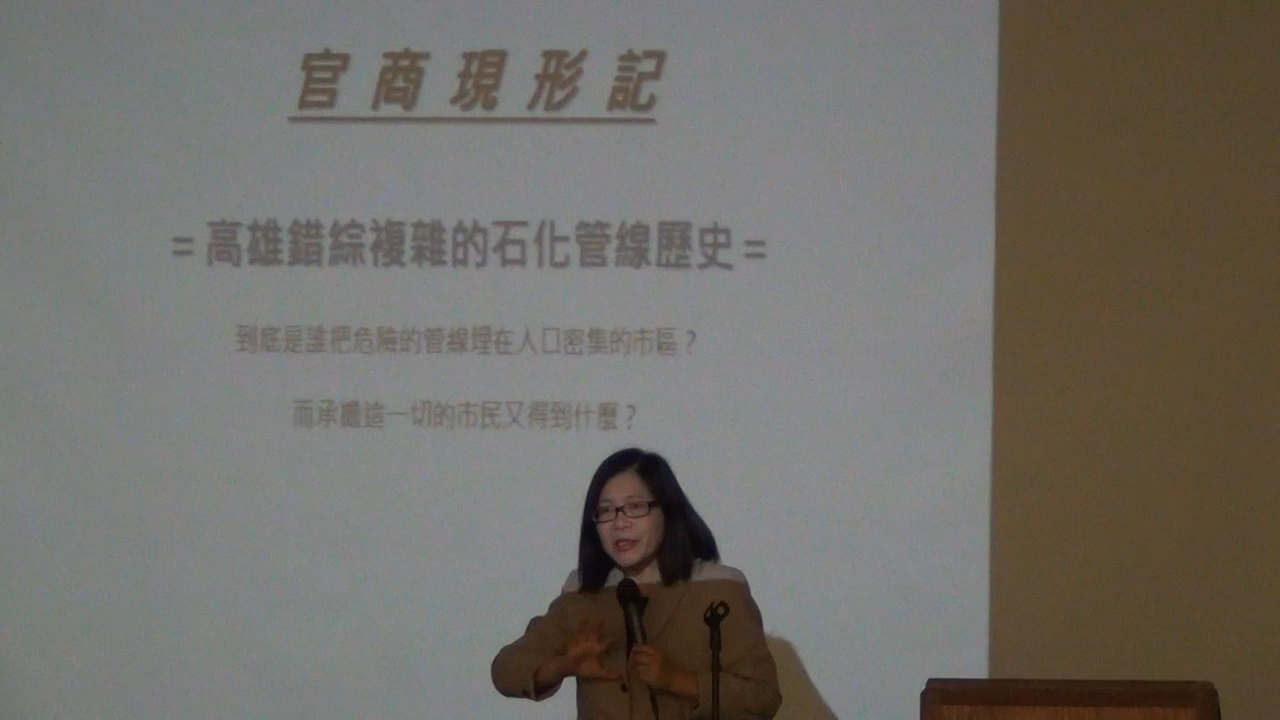 官商現形記
=高雄錯綜複雜的石化管線歷史=
到底是誰把危險的管線埋在人口密集的市區？
而承擔這一切的市民又得到什麼？